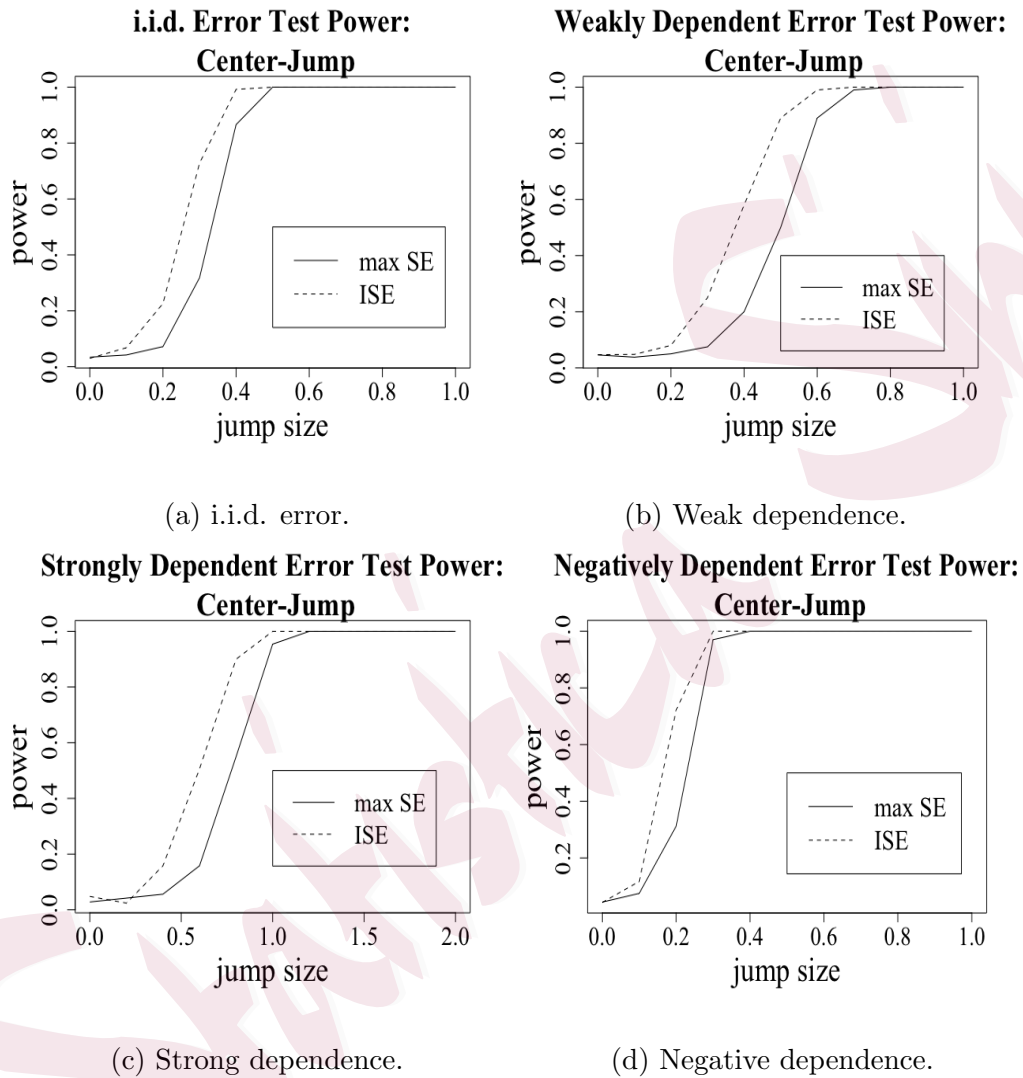 i.i.d. Error Test Power:
Center-Jump
power
0.0 0.2 0.4 0.6 0.8 1.0
max SE
ISE
0.0 0.2 0.4 0.6 0.8 1.0
jump size
(a) i.i.d. error.
Weakly Dependent Error Test Power:
Center-Jump
power
0.0 0.2 0.4 0.6 0.8 1.0
max SE
ISE
0.0 0.2 0.4 0.6 0.8 1.0
jump size
(b) Weak dependence.
Strongly Dependent Error Test Power:
Center-Jump
power
0.0 0.2 0.4 0.6 0.8 1.0
max SE
ISE
0.0 0.5 1.0 1.5 2.0
jump size
(c) Strong dependence.
Negatively Dependent Error Test Power:
Center-Jump
power
0.2 0.4 0.6 0.8 1.0
max SE
ISE
0.0 0.2 0.4 0.6 0.8 1.0
jump size
(d) Negative dependence.
Statistica